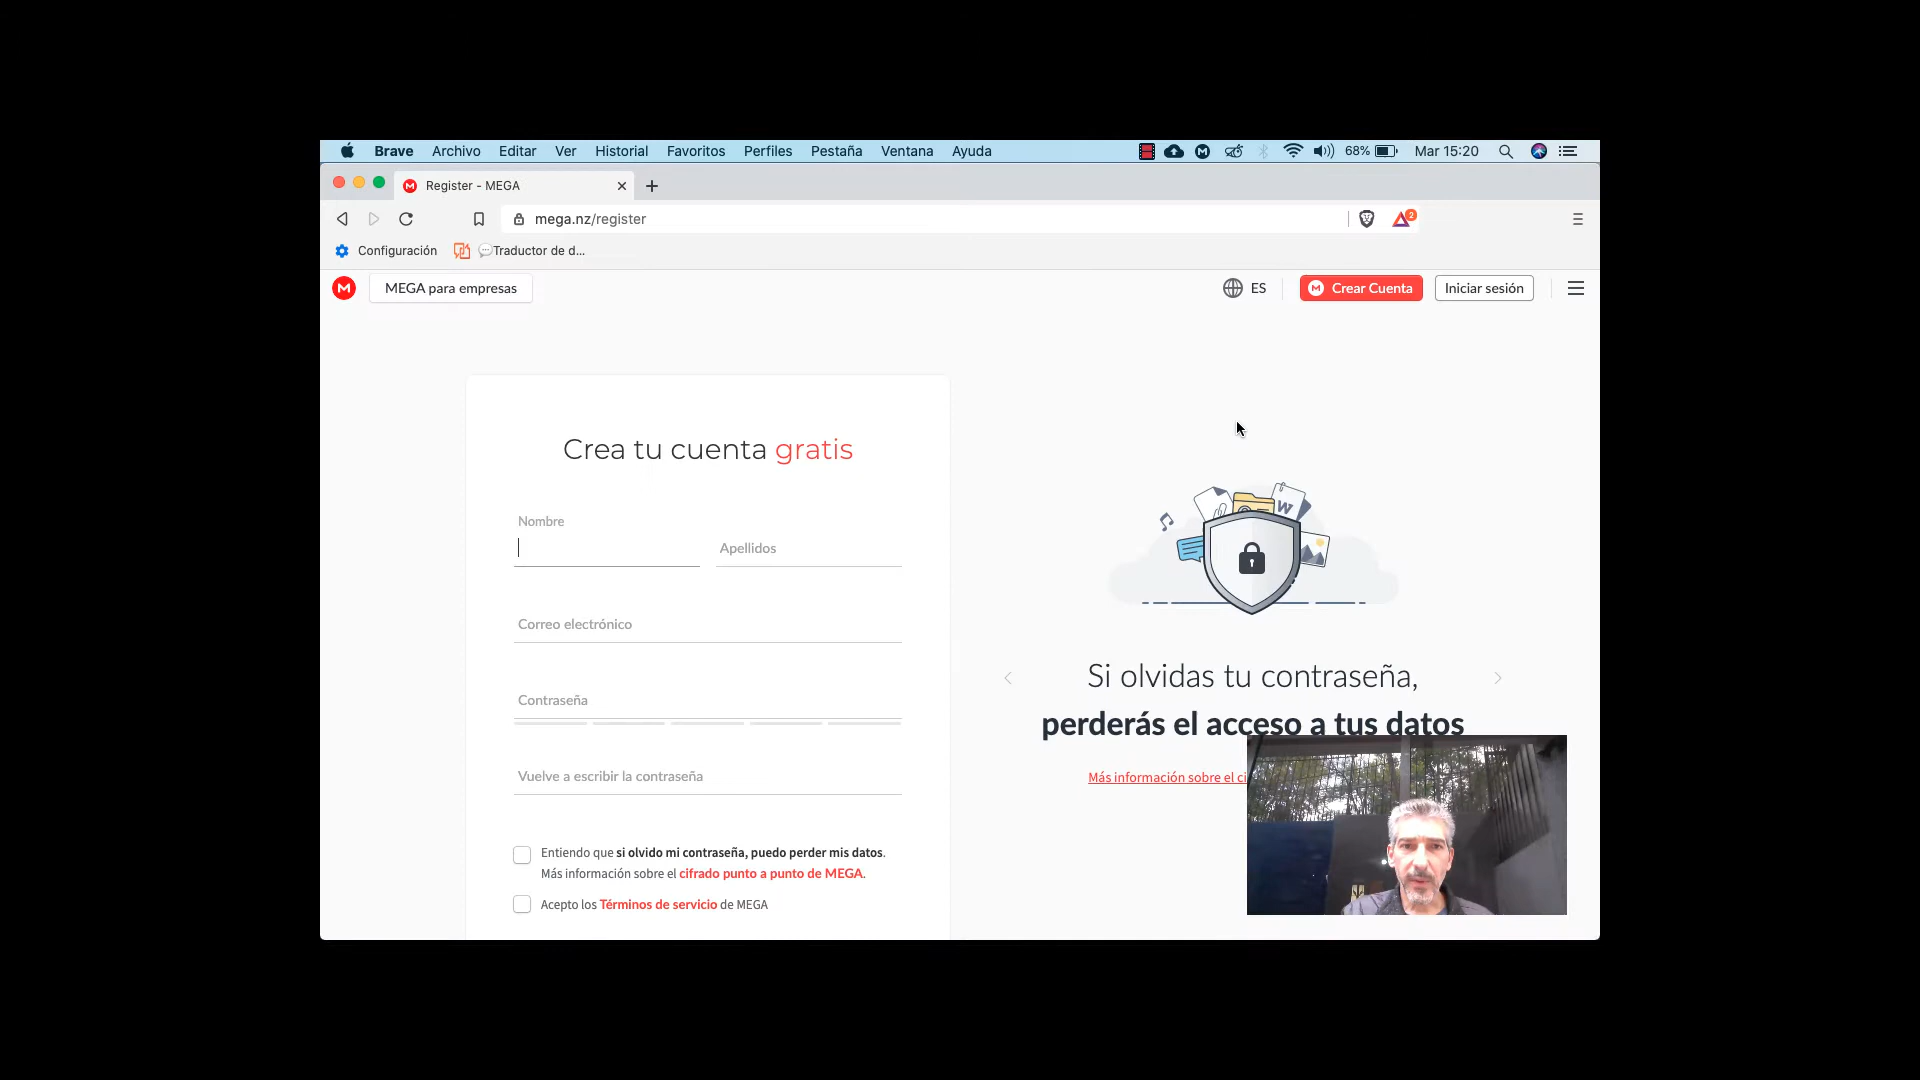 Brave Archivo Editar Ver Historial Favoritos Perfiles Pestaña Ventana Ayuda 68% Mar 15:20
Register - MEGA
mega.nz/register
2
Configuración Traductor de d...
MEGA para empresas ES Crear Cuenta Iniciar sesión
Crea tu cuenta gratis
Nombre
Apellidos
Correo electrónico
Contraseña
Vuelve a escribir la contraseña
Entiendo que si olvido mi contraseña, puedo perder mis datos.
Más información sobre el cifrado punto a punto de MEGA.
Acepto los Términos de servicio de MEGA
W
Si olvidas tu contraseña,
perderás el acceso a tus datos
Más información sobre el ci